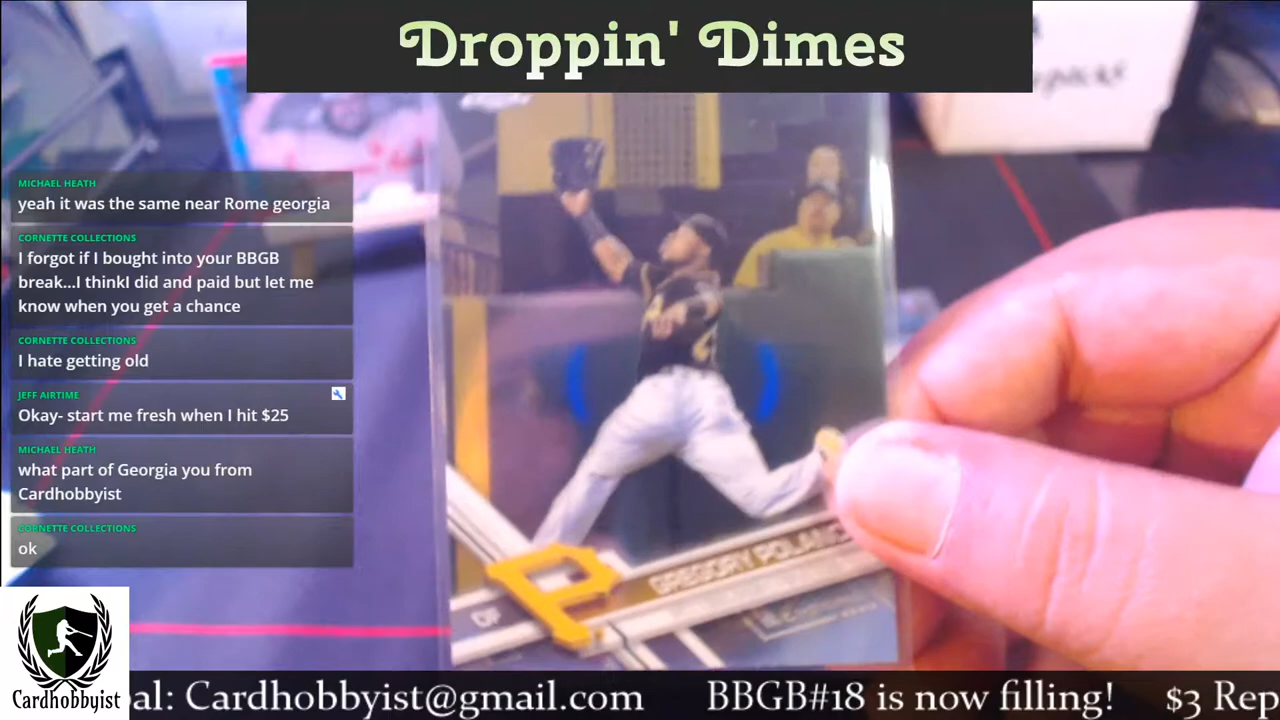 Droppin' Dimes
MICHAEL HEATH
yeah it was the same near Rome georgia
CORNETTE COLLECTIONS
I forgot if I bought into your BBGB
break...I thinkI did and paid but let me
know when you get a chance
CORNETTE COLLECTIONS
I hate getting old
JEFF AIRTIME
Okay- start me fresh when I hit $25
MICHAEL HEATH
what part of Georgia you from
Cardhobbyist
CORNETTE COLLECTIONS
ok
P
GREGORY POLANCO
OF
Cardhobbyist
pal: Cardhobbyist@gmail.com BBGB#18 is now filling! $3 Rep